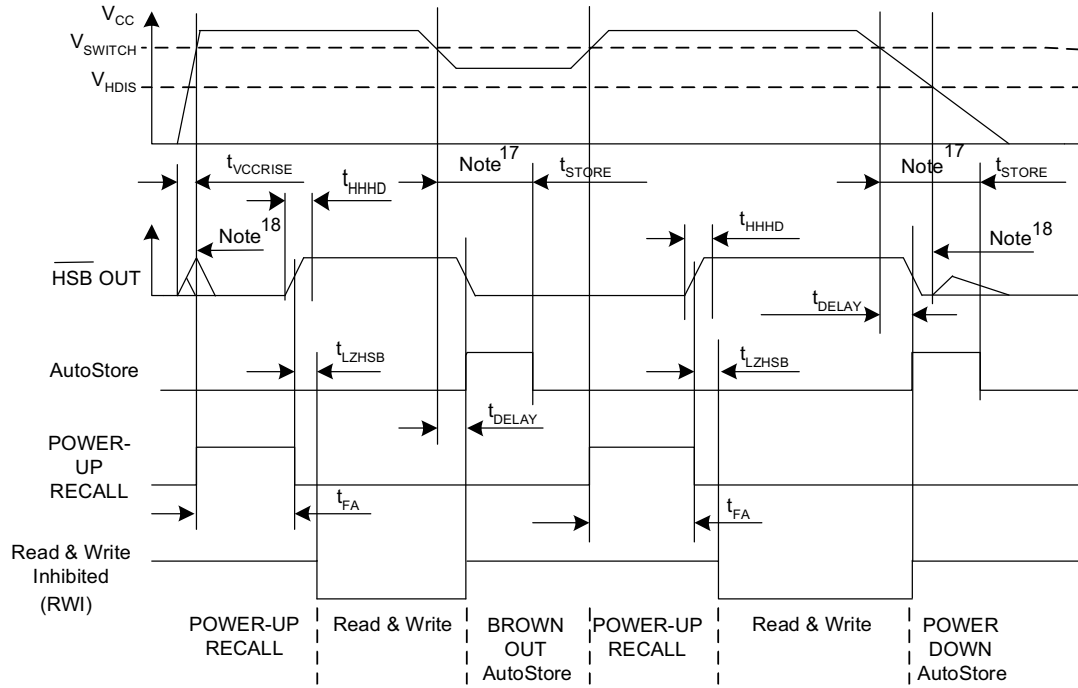 VCC
VSWITCH
VHDIS
tVCCRISE
Note17
tSTORE
Note17
tSTORE
tHHHD
tHHHD
Note18
Note18
HSB OUT
tDELAY
tLZHSB
tLZHSB
AutoStore
tDELAY
POWER-
UP
RECALL
tFA
tFA
Read & Write
Inhibited
(RWI)
POWER-UP
RECALL
Read & Write
BROWN
OUT
AutoStore
POWER-UP
RECALL
Read & Write
POWER
DOWN
AutoStore